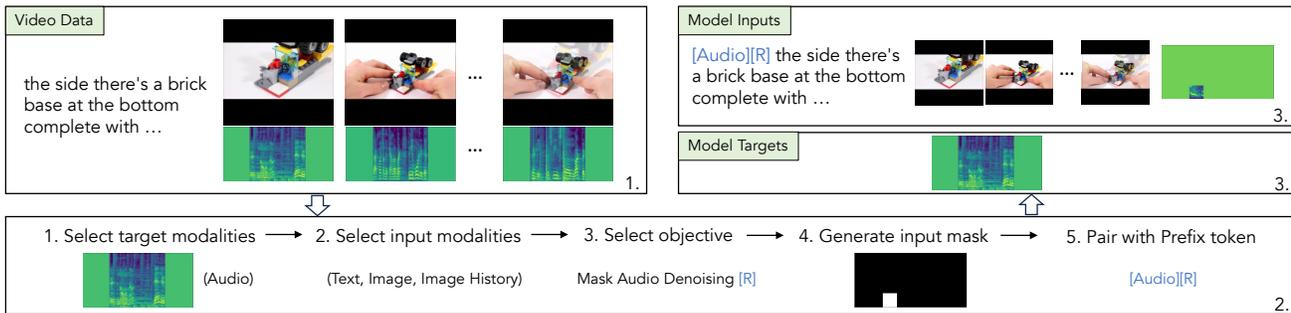 Video Data
the side there's a brick
base at the bottom
complete with ...
...
...
1.
Model Inputs
[Audio][R] the side there's
a brick base at the bottom
complete with ...
...
3.
Model Targets
3.
1. Select target modalities
2. Select input modalities
3. Select objective
4. Generate input mask
5. Pair with Prefix token
(Audio)
(Text, Image, Image History)
Mask Audio Denoising [R]
[Audio][R]
2.